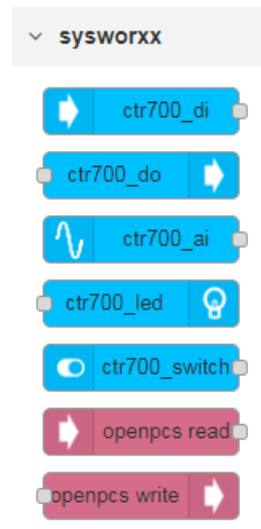 sysworxx
ctr700_di
ctr700_do
ctr700_ai
ctr700_led
ctr700_switch
openpcs read
openpcs write